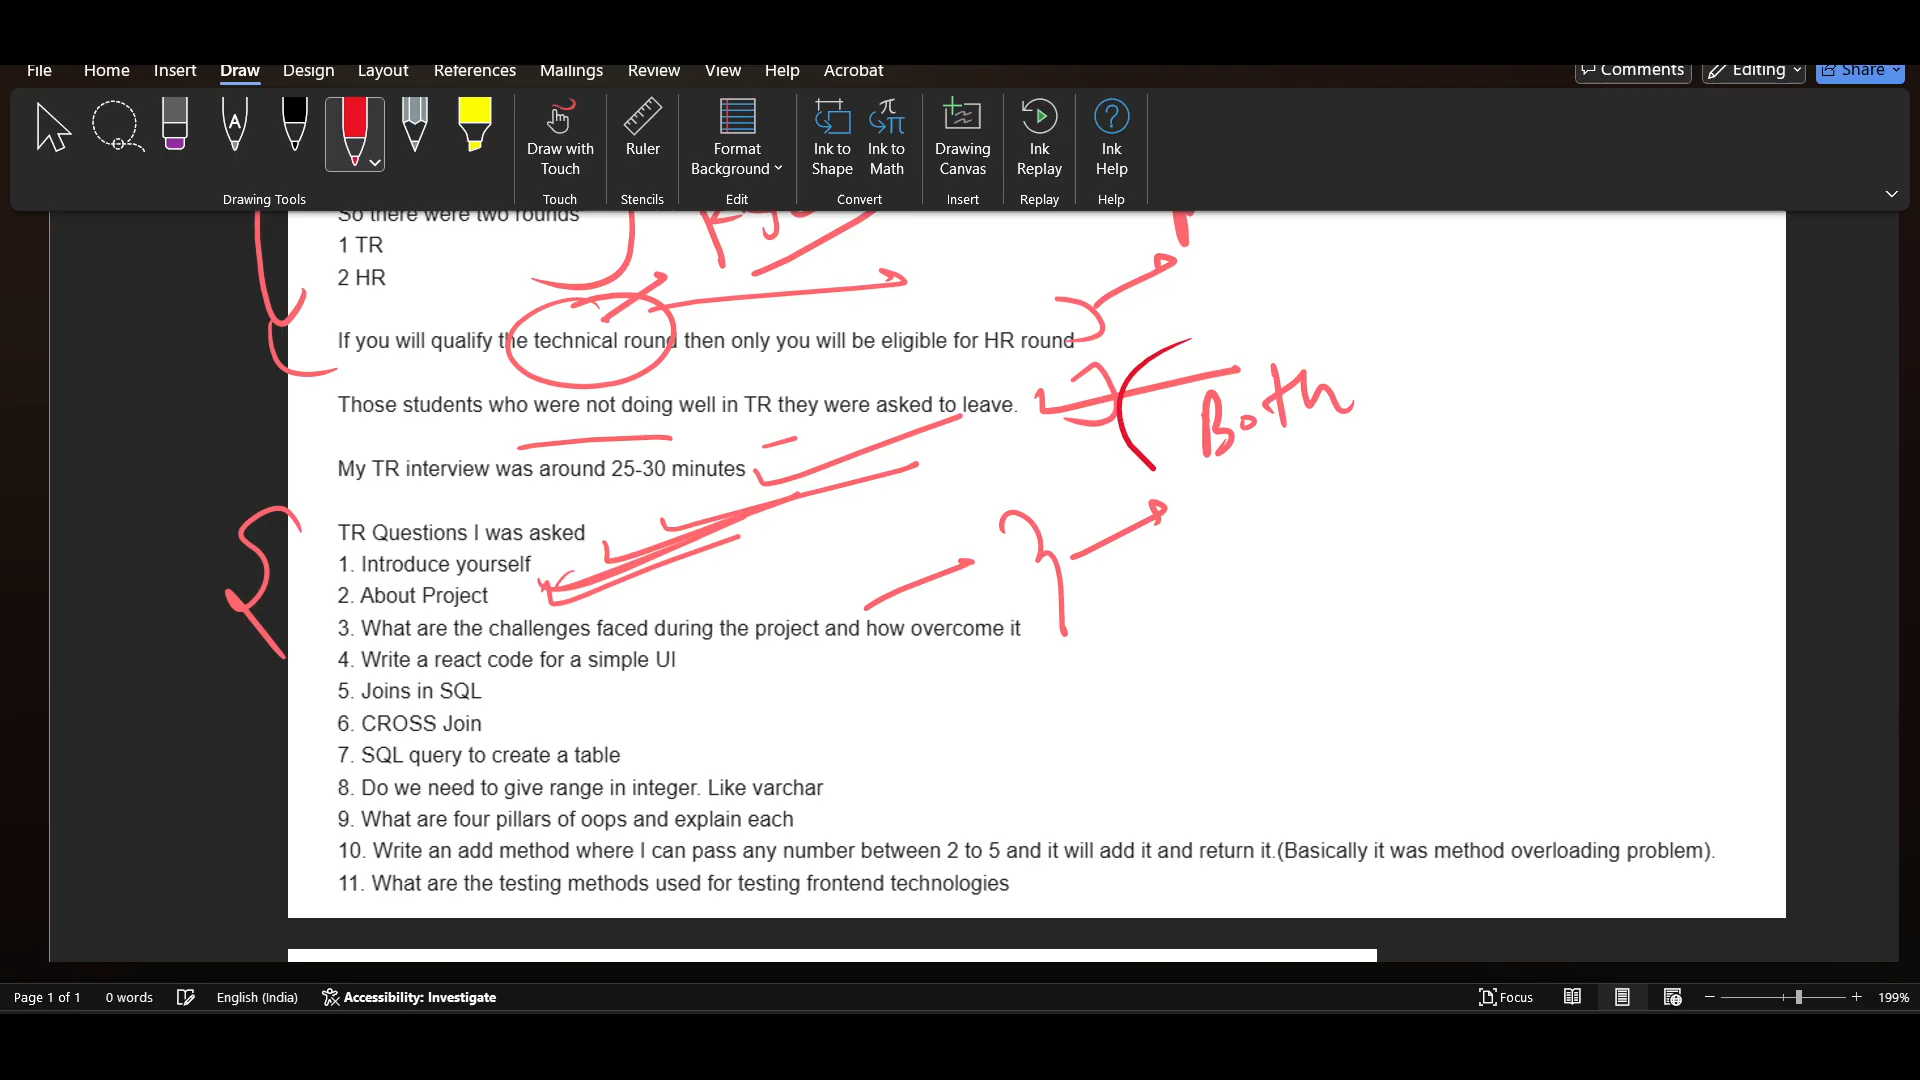 File Home Insert Draw Design Layout References Mailings Review View Help Acrobat Comments Editing Share
A
Draw with Touch
Ruler
Format Background
Ink to Shape
Ink to Math
Drawing Canvas
Ink Replay
Ink Help
Drawing Tools Touch Stencils Edit Convert Insert Replay Help
So there were two rounds
1 TR
2 HR
If you will qualify the technical round then only you will be eligible for HR round
Those students who were not doing well in TR they were asked to leave.
Both
My TR interview was around 25-30 minutes
TR Questions I was asked
1. Introduce yourself
2. About Project
3. What are the challenges faced during the project and how overcome it
4. Write a react code for a simple UI
5. Joins in SQL
6. CROSS Join
7. SQL query to create a table
8. Do we need to give range in integer. Like varchar
9. What are four pillars of oops and explain each
10. Write an add method where I can pass any number between 2 to 5 and it will add it and return it.(Basically it was method overloading problem).
11. What are the testing methods used for testing frontend technologies
Page 1 of 1 0 words English (India) Accessibility: Investigate Focus 199%